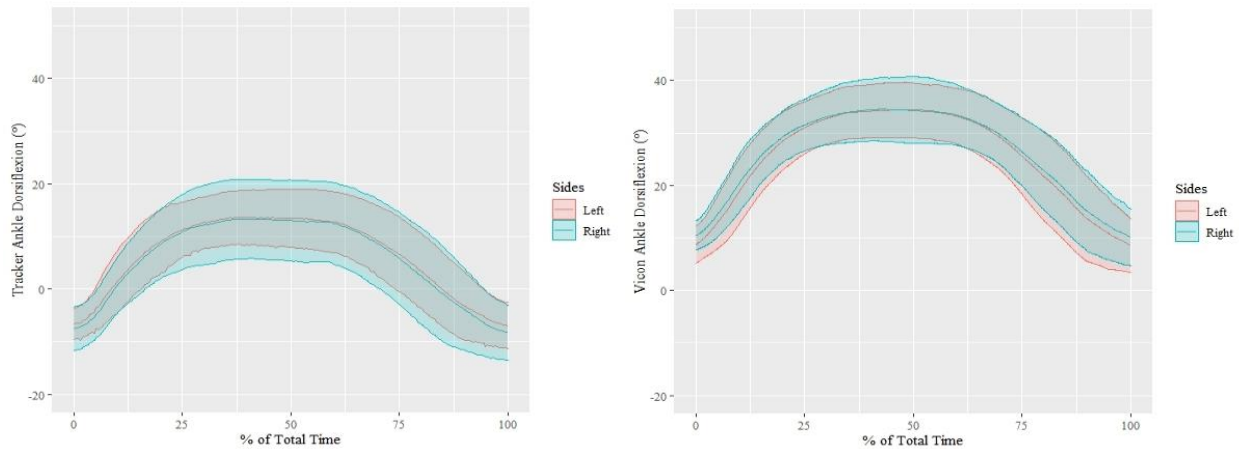 Tracker Ankle Dorsiflexion (º)
40
20
0
-20
0 25 50 75 100
% of Total Time
Sides
Left
Right
Vicon Ankle Dorsiflexion (º)
40
20
0
-20
0 25 50 75 100
% of Total Time
Sides
Left
Right